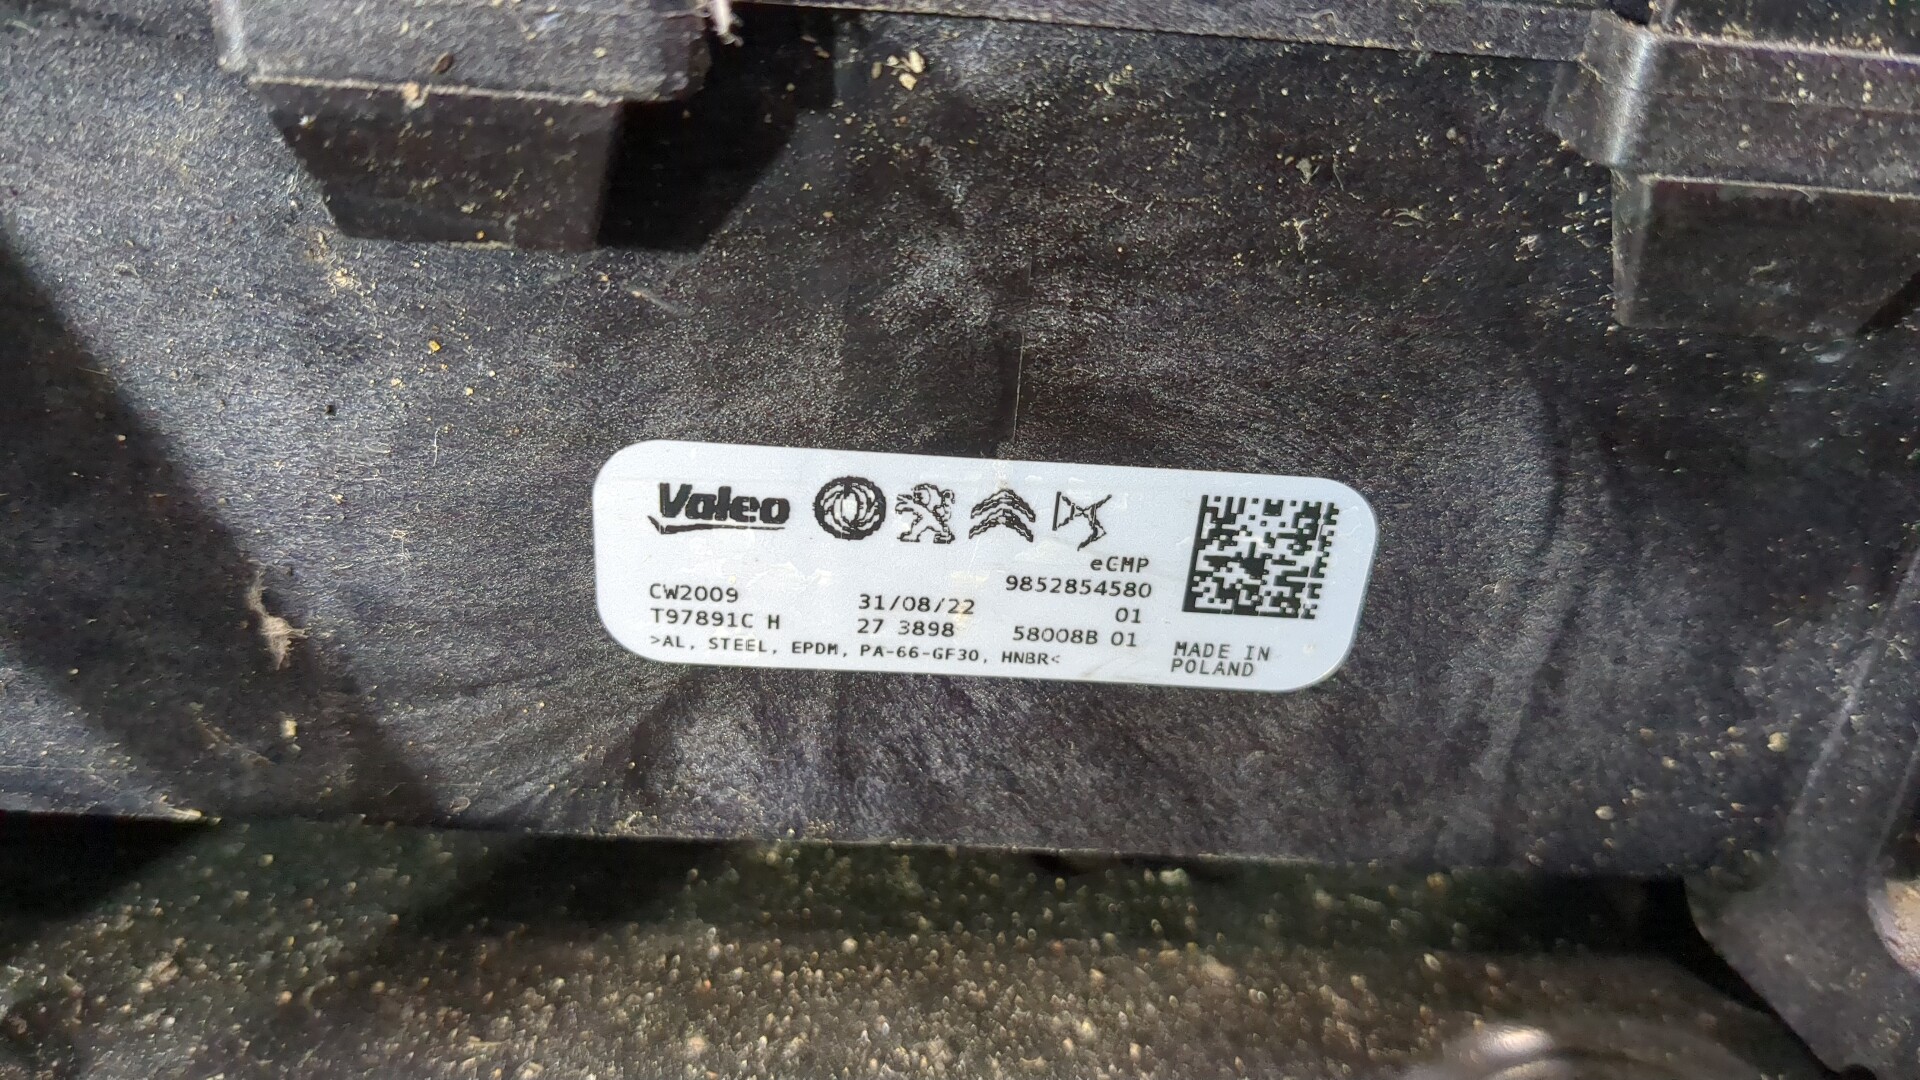 Valeo
eCMP
9852854580
CW2009 31/08/22 01
T97891C H 27 3898 58008B 01
>AL, STEEL, EPDM, PA-66-GF30, HNBR<
MADE IN
POLAND